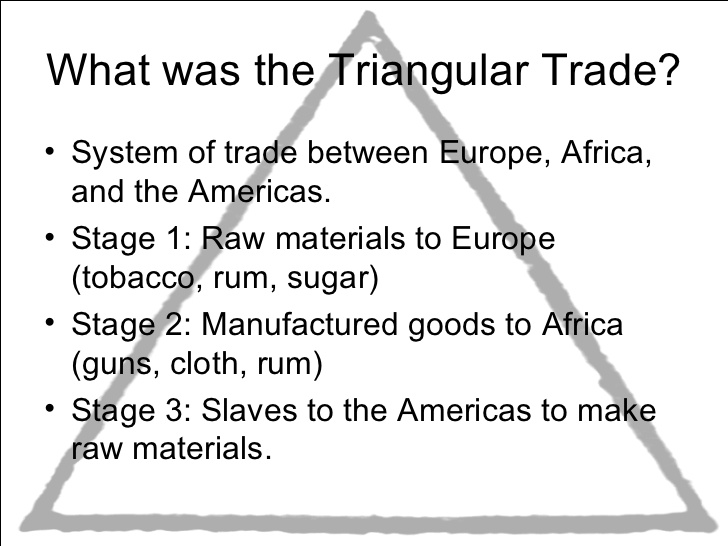 What was the Triangular Trade?
• System of trade between Europe, Africa,
and the Americas.
• Stage 1: Raw materials to Europe
(tobacco, rum, sugar)
• Stage 2: Manufactured goods to Africa
(guns, cloth, rum)
• Stage 3: Slaves to the Americas to make
raw materials.